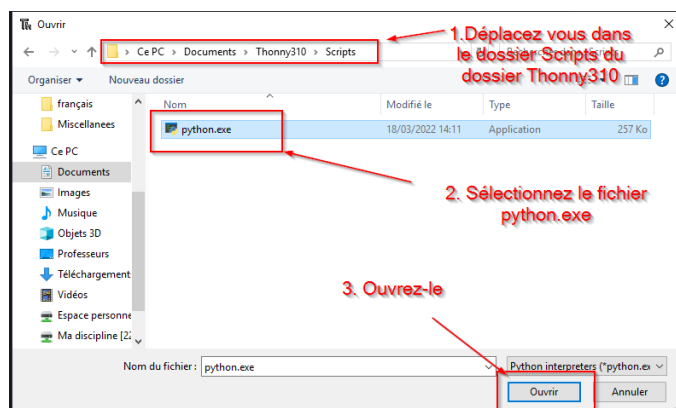 Ouvrir
1.Déplacez vous dans
le dossier Scripts du
dossier Thonny310
Ce PC > Documents > Thonny310 > Scripts
Organiser Nouveau dossier
Nom Modifié le Type Taille
français
Miscellanees
Ce PC
Documents
Images
Musique
Objets 3D
Professeurs
Téléchargement
Vidéos
Espace personne
Ma discipline [22
python.exe 18/03/2022 14:11 Application 257 Ko
2. Sélectionnez le fichier
python.exe
3. Ouvrez-le
Nom du fichier : python.exe Python interpreters (*python.ex
Ouvrir Annuler